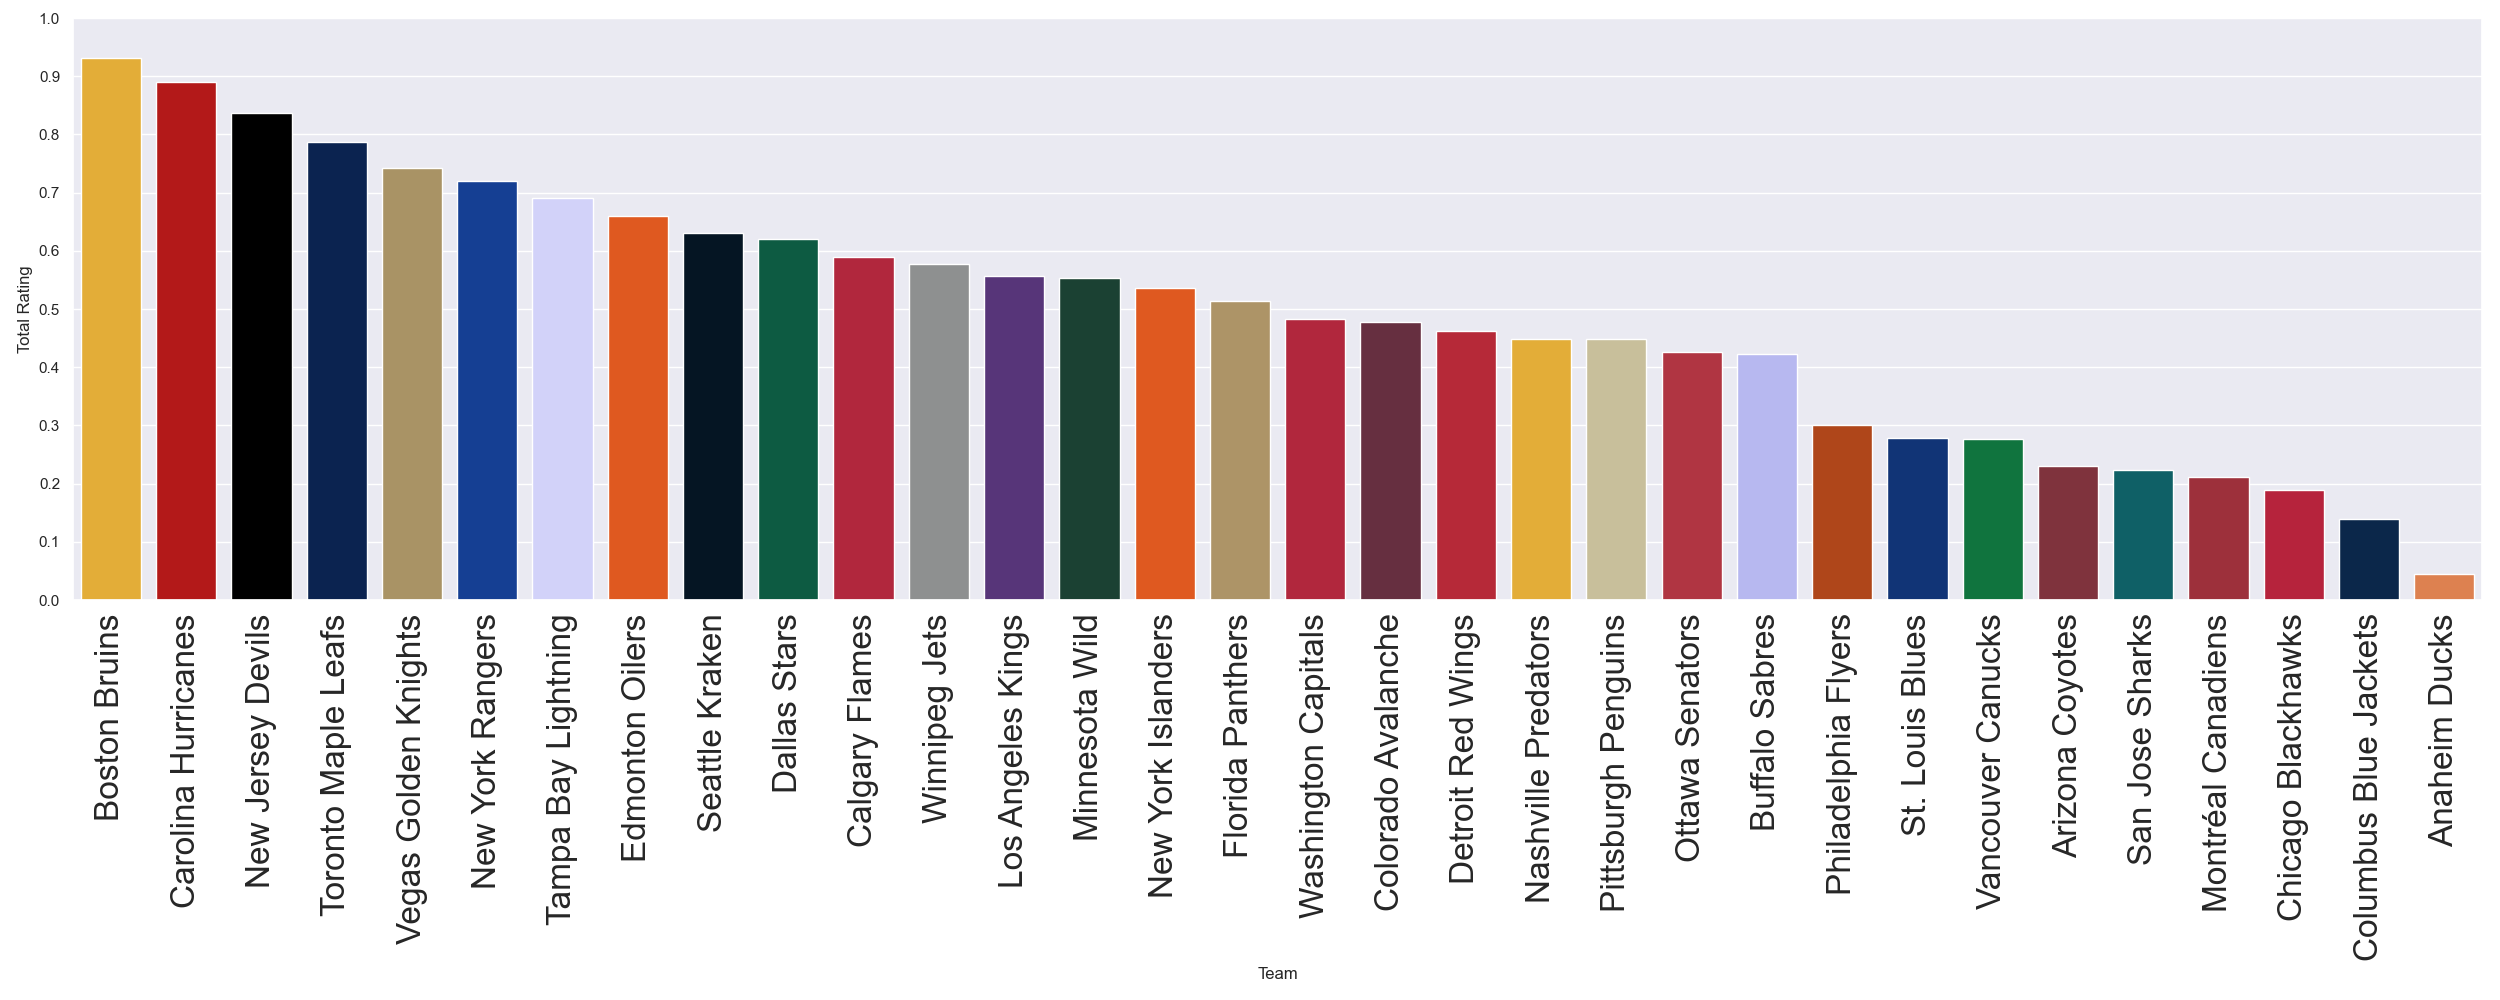 1.0
0.9
0.8
0.7
0.6
0.5
0.4
0.3
0.2
0.1
0.0
Total Rating
Boston Bruins
Carolina Hurricanes
New Jersey Devils
Toronto Maple Leafs
Vegas Golden Knights
New York Rangers
Tampa Bay Lightning
Edmonton Oilers
Seattle Kraken
Dallas Stars
Calgary Flames
Winnipeg Jets
Los Angeles Kings
Minnesota Wild
New York Islanders
Florida Panthers
Washington Capitals
Colorado Avalanche
Detroit Red Wings
Nashville Predators
Pittsburgh Penguins
Ottawa Senators
Buffalo Sabres
Philadelphia Flyers
St. Louis Blues
Vancouver Canucks
Arizona Coyotes
San Jose Sharks
Montréal Canadiens
Chicago Blackhawks
Columbus Blue Jackets
Anaheim Ducks
Team